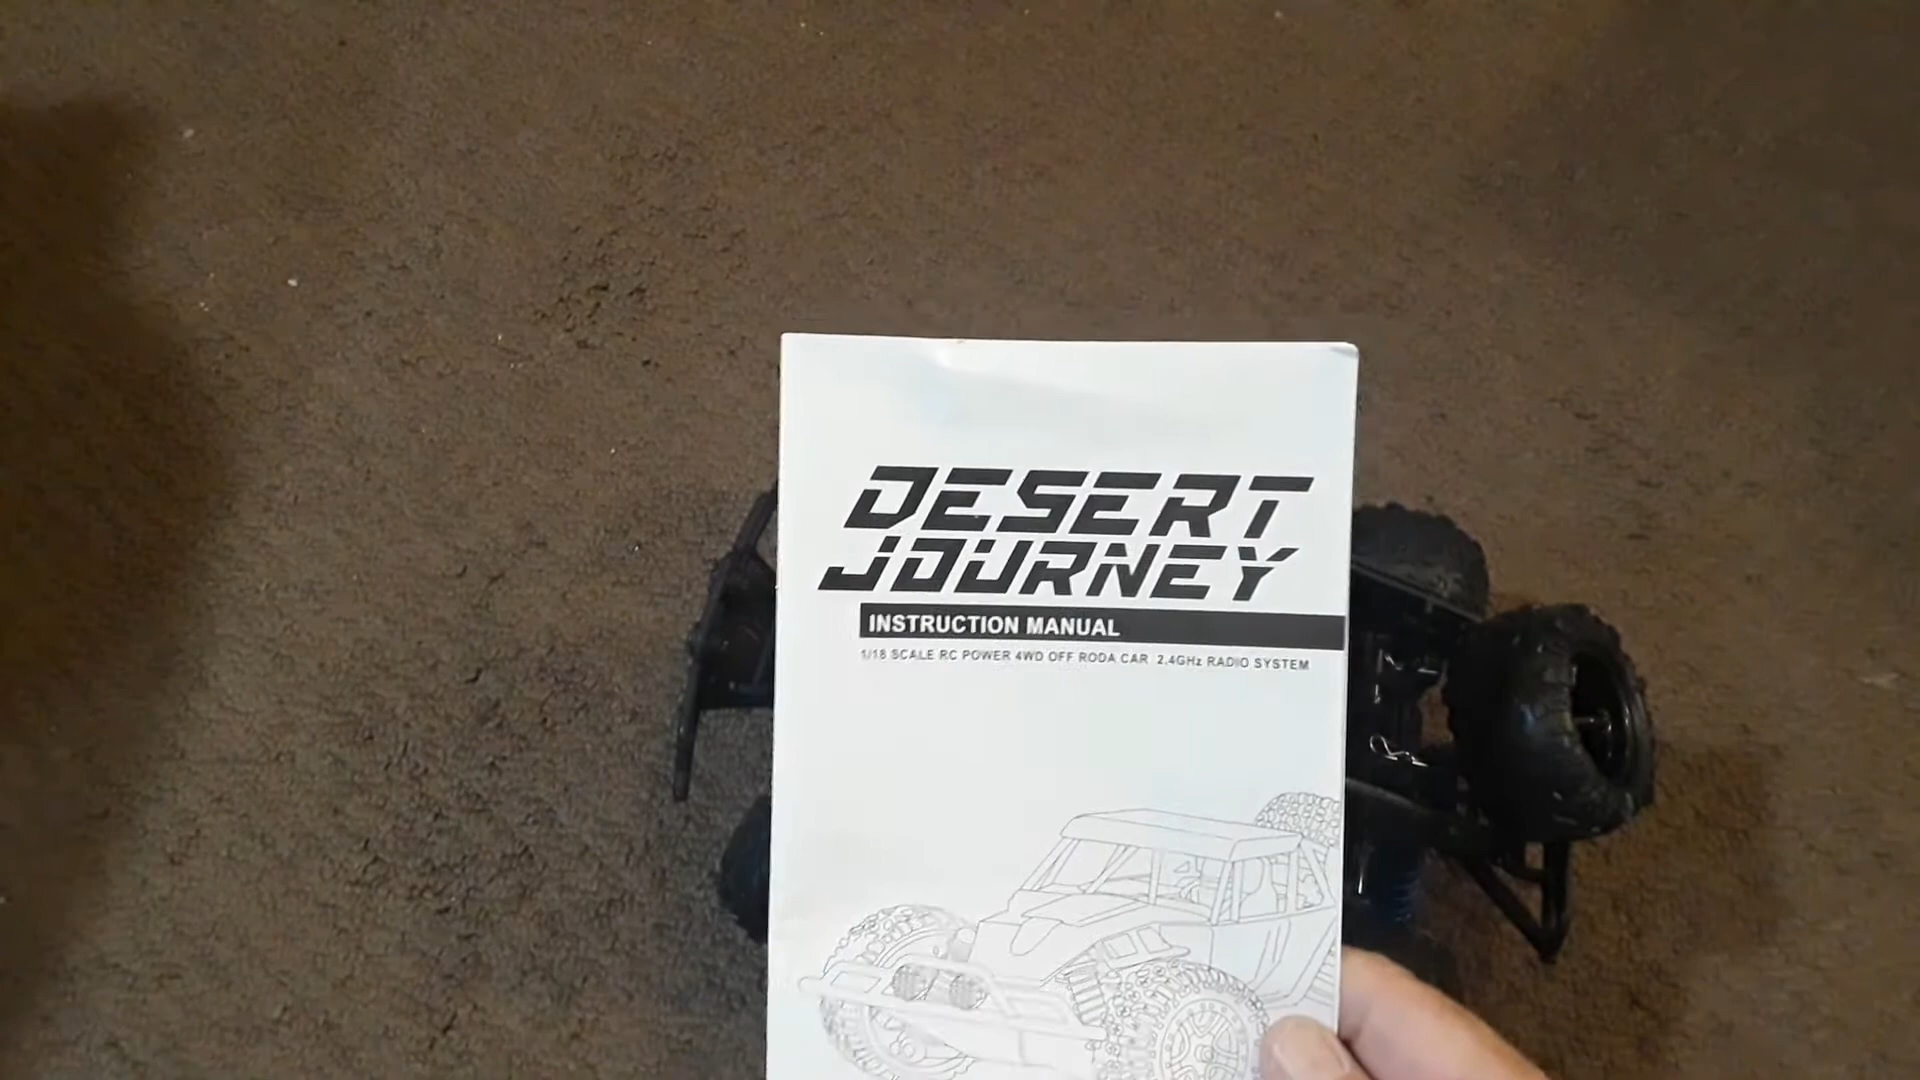 DESERT
JOURNEY
INSTRUCTION MANUAL
1/18 SCALE RC POWER 4WD OFF RODA CAR 2.4GHz RADIO SYSTEM